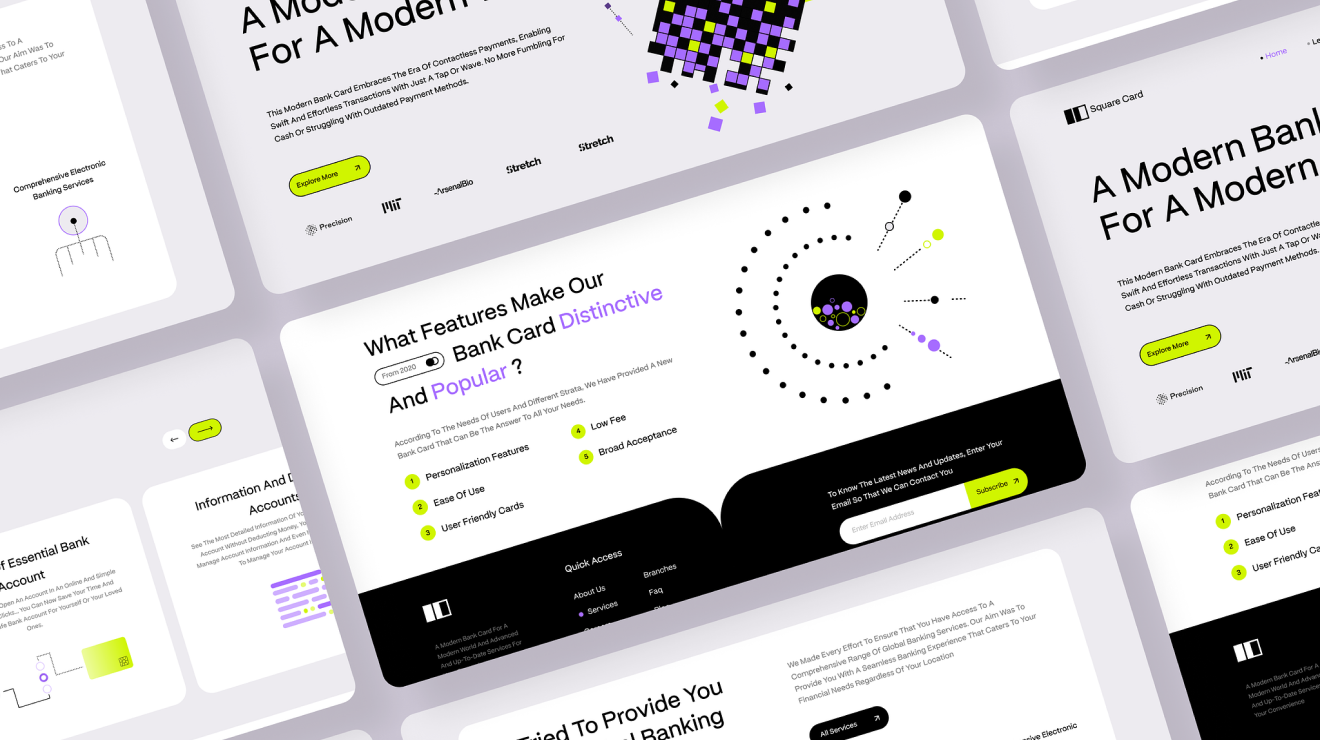 s To A
Our Aim Was To
That Caters To Your
Comprehensive Electronic
Banking Services
For A Modern
This Modern Bank Card Embraces The Era Of Contactless Payments, Enabling
Swift And Effortless Transactions With Just A Tap Or Wave. No More Fumbling For
Cash Or Struggling With Outdated Payment Methods.
Explore More
Precision
MIT
ArsenalBio
Stretch
Stretch
Home
Square Card
A Modern Bank
For A Modern
This Modern Bank Card Embraces The Era Of
Swift And Effortless Transactions With Just A Tap Or
Cash Or Struggling With Outdated Payment Methods.
Explore More
Precision
MIT
ArsenalBio
What Features Make Our
From 2020 Bank Card Distinctive
And Popular ?
According To The Needs Of Users And Different Strata, We Have Provided A New
Bank Card That Can Be The Answer To All Your Needs.
1 Personalization Features
2 Ease Of Use
3 User Friendly Cards
4 Low Fee
5 Broad Acceptance
To Know The Latest News And Updates, Enter Your
Email So That We Can Contact You
Enter Email Address
Subscribe
Quick Access
About Us
Services
Branches
Faq
A Modern Bank Card For A
Modern World And Advanced
And Up-To-Date Services For
Of Essential Bank
Account
Open An Account In An Online And Simple
Clicks... You Can Now Save Your Time And
Bank Account For Yourself Or Your Loved
Ones.
Information And
Accounts
See The Most Detailed Information Of
Account Without Deducting Money,
Manage Account Information And Even
To Manage Your Account
Tried To Provide You
Banking
We Made Every Effort To Ensure That You Have Access To A
Comprehensive Range Of Global Banking Services. Our Aim Was To
Provide You With A Seamless Banking Experience That Caters To Your
Financial Needs Regardless Of Your Location
All Services
Electronic
According To The Needs Of Users
Bank Card That Can Be The
1 Personalization
2 Ease Of Use
3 User Friendly
A Modern Bank Card For A
Modern World And
And Up-To-Date Services
Your Convenience